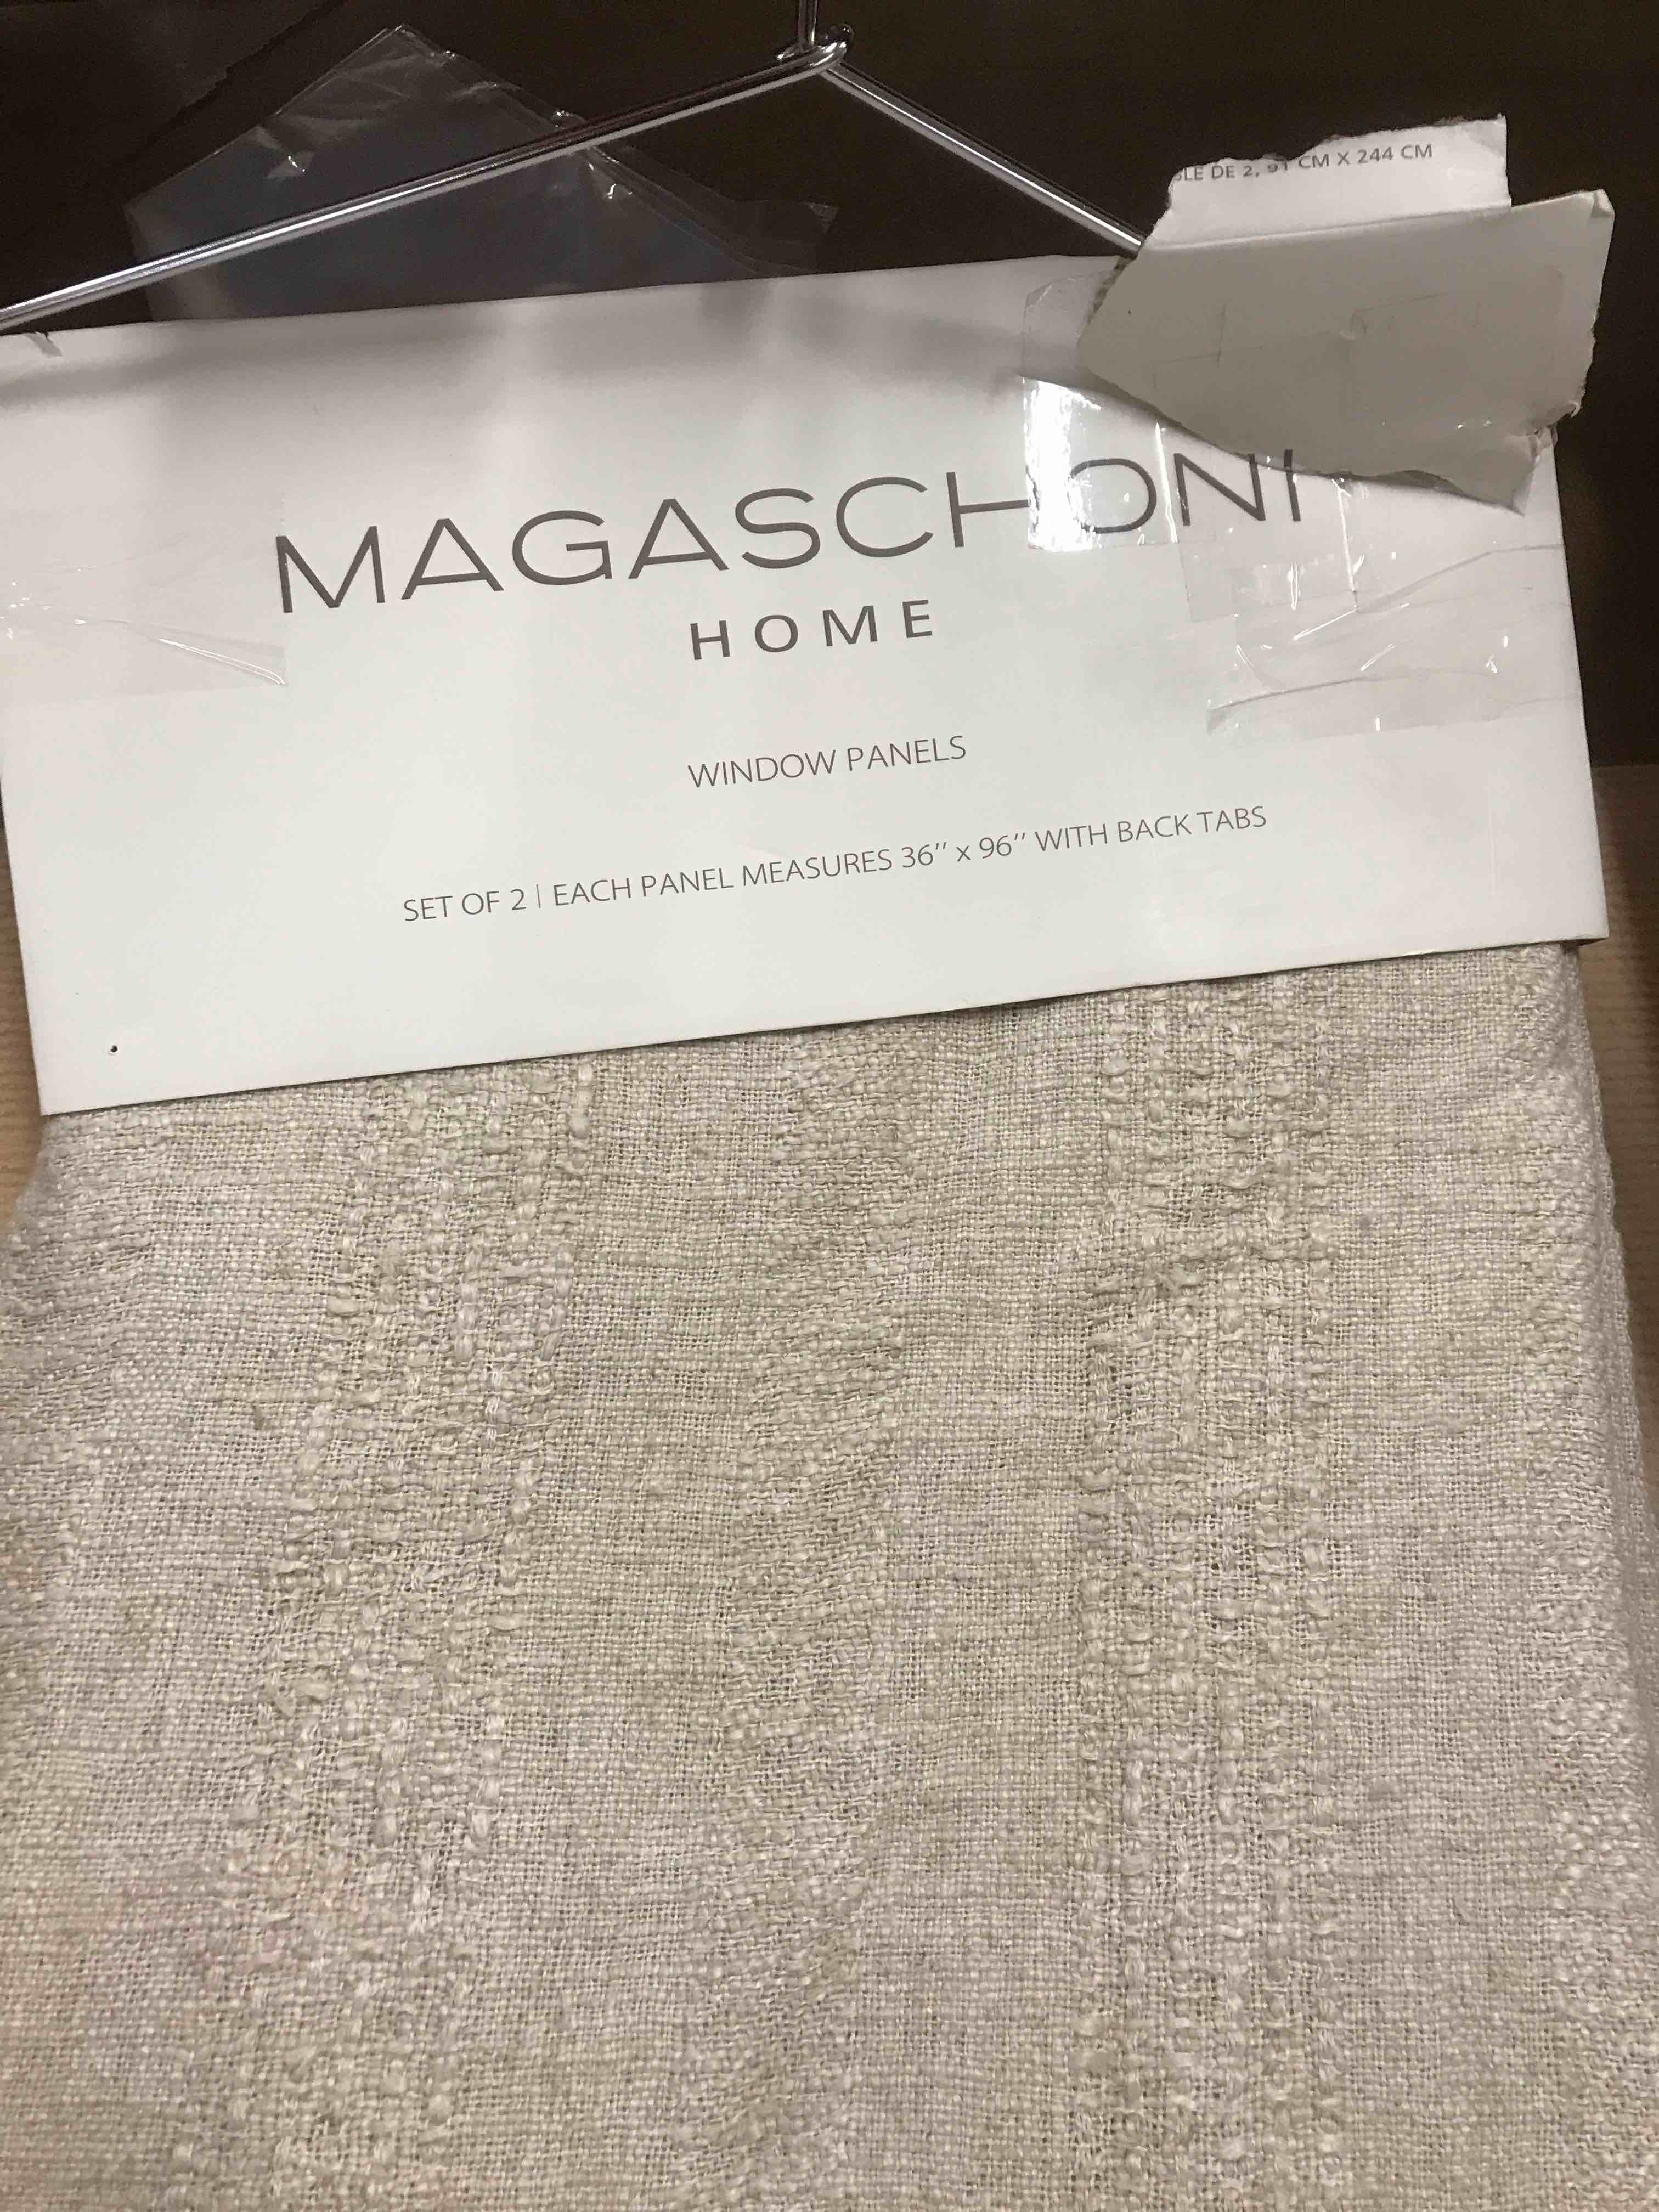 DE 2, 91 CM X 244 CM
MAGASCHONI
HOME
WINDOW PANELS
SET OF 2 | EACH PANEL MEASURES 36” x 96” WITH BACK TABS